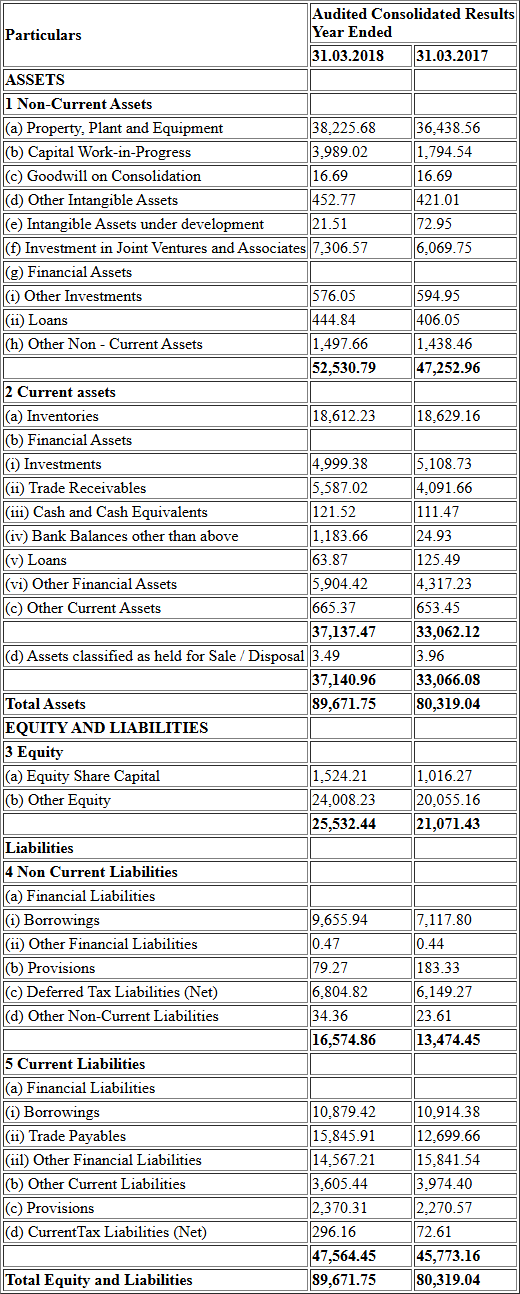 Particulars
Audited Consolidated Results
Year Ended
31.03.2018 31.03.2017
ASSETS
1 Non-Current Assets
(a) Property, Plant and Equipment 38,225.68 36,438.56
(b) Capital Work-in-Progress 3,989.02 1,794.54
(c) Goodwill on Consolidation 16.69 16.69
(d) Other Intangible Assets 452.77 421.01
(e) Intangible Assets under development 21.51 72.95
(f) Investment in Joint Ventures and Associates 7,306.57 6,069.75
(g) Financial Assets
(i) Other Investments 576.05 594.95
(ii) Loans 444.84 406.05
(h) Other Non - Current Assets 1,497.66 1,438.46
52,530.79 47,252.96
2 Current assets
(a) Inventories 18,612.23 18,629.16
(b) Financial Assets
(i) Investments 4,999.38 5,108.73
(ii) Trade Receivables 5,587.02 4,091.66
(iii) Cash and Cash Equivalents 121.52 111.47
(iv) Bank Balances other than above 1,183.66 24.93
(v) Loans 63.87 125.49
(vi) Other Financial Assets 5,904.42 4,317.23
(c) Other Current Assets 665.37 653.45
37,137.47 33,062.12
(d) Assets classified as held for Sale / Disposal 3.49 3.96
37,140.96 33,066.08
Total Assets 89,671.75 80,319.04
EQUITY AND LIABILITIES
3 Equity
(a) Equity Share Capital 1,524.21 1,016.27
(b) Other Equity 24,008.23 20,055.16
25,532.44 21,071.43
Liabilities
4 Non Current Liabilities
(a) Financial Liabilities
(i) Borrowings 9,655.94 7,117.80
(ii) Other Financial Liabilities 0.47 0.44
(b) Provisions 79.27 183.33
(c) Deferred Tax Liabilities (Net) 6,804.82 6,149.27
(d) Other Non-Current Liabilities 34.36 23.61
16,574.86 13,474.45
5 Current Liabilities
(a) Financial Liabilities
(i) Borrowings 10,879.42 10,914.38
(ii) Trade Payables 15,845.91 12,699.66
(iil) Other Financial Liabilities 14,567.21 15,841.54
(b) Other Current Liabilities 3,605.44 3,974.40
(c) Provisions 2,370.31 2,270.57
(d) CurrentTax Liabilities (Net) 296.16 72.61
47,564.45 45,773.16
Total Equity and Liabilities 89,671.75 80,319.04